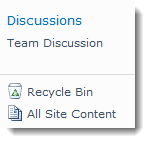 Discussions
Team Discussion
Recycle Bin
All Site Content